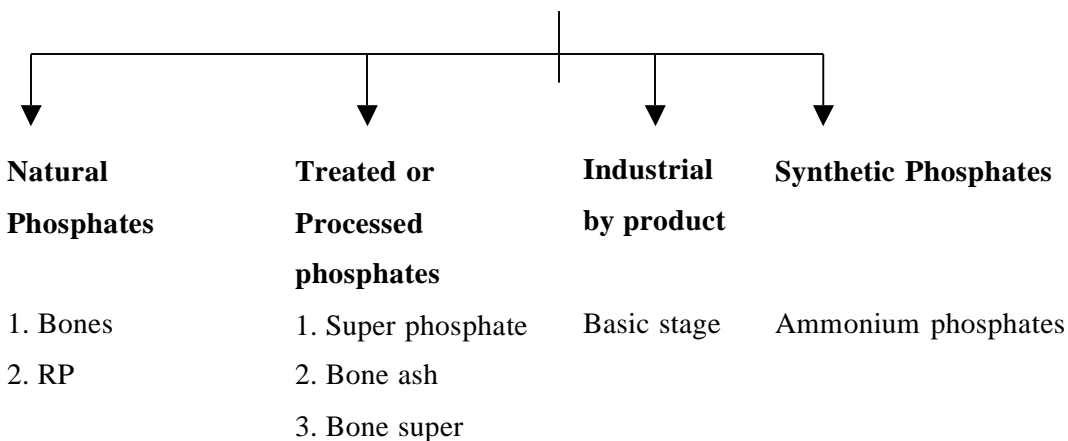 Natural
Phosphates
1. Bones
2. RP
Treated or
Processed
phosphates
1. Super phosphate
2. Bone ash
3. Bone super
Industrial
by product
Basic stage
Synthetic Phosphates
Ammonium phosphates